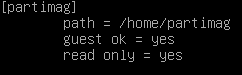 [partimag]
path = /home/partimag
guest ok = yes
read only = yes